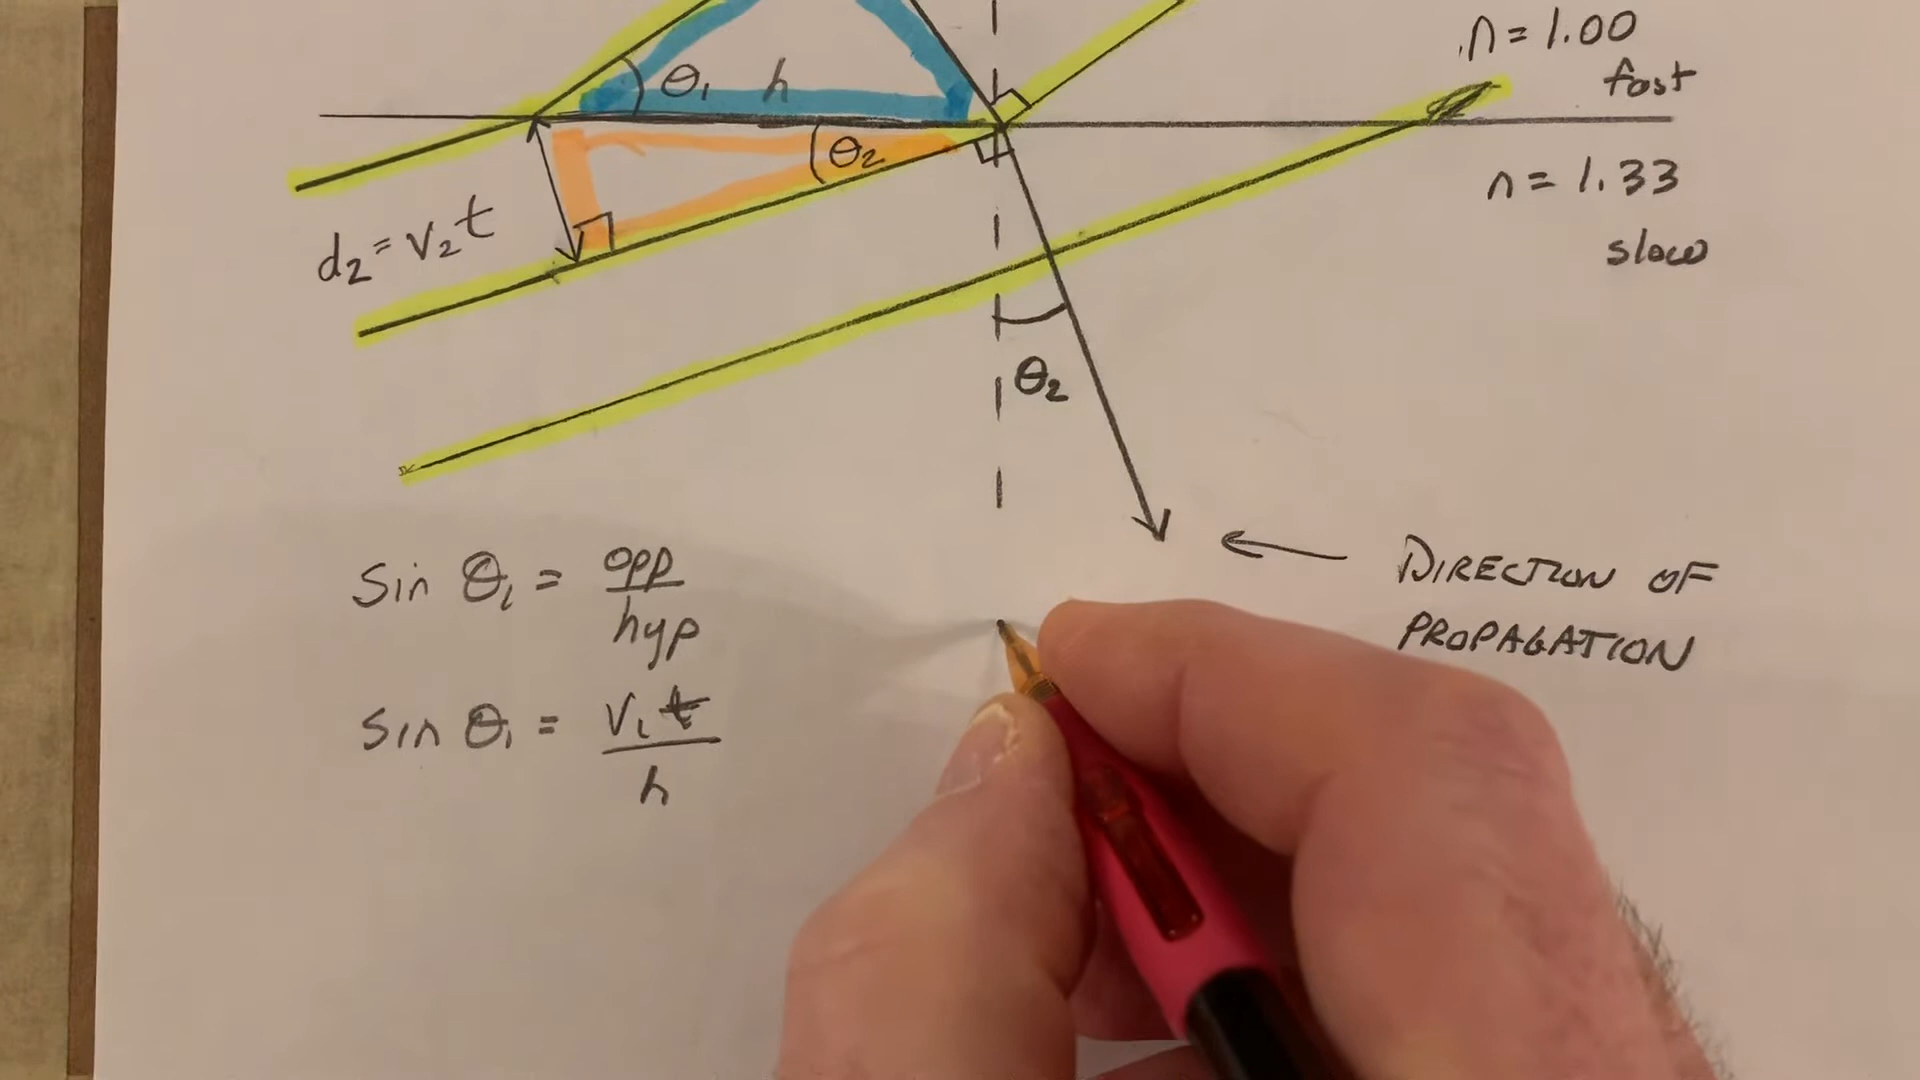 n = 1.00
fast
θ₁ h
θ₂
n = 1.33
slow
d₂ = v₂t
θ₂
DIRECTION OF
PROPAGATION
sin θ₁ = opp
hyp
sin θ₁ = v₁t
h